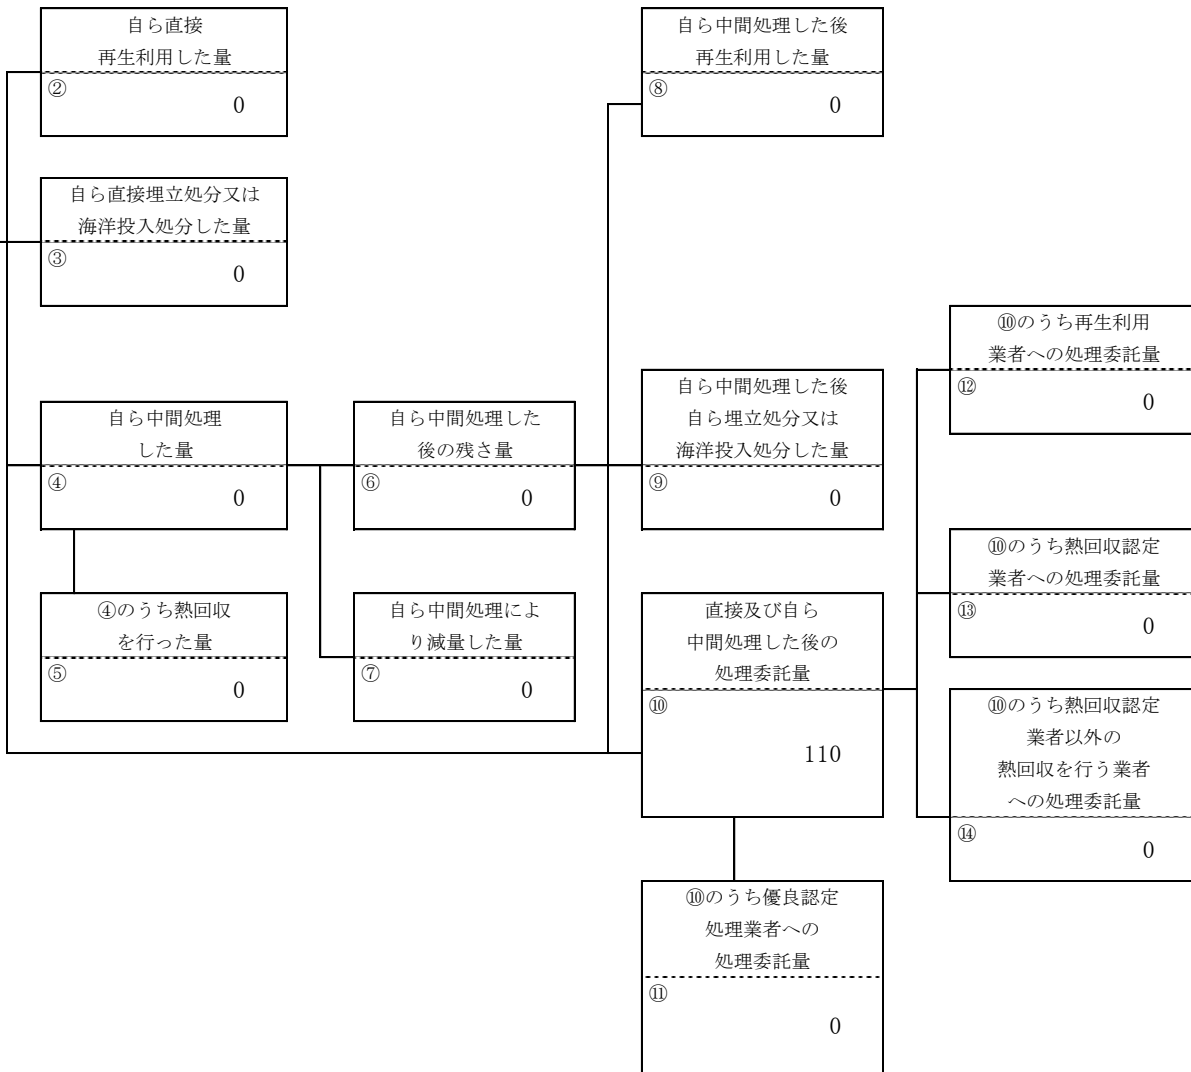 自ら直接
再生利用した量
②
0
自ら中間処理した後
再生利用した量
⑧
0
自ら直接埋立処分又は
海洋投入処分した量
③
0
⑩のうち再生利用
業者への処理委託量
⑫
0
自ら中間処理
した量
④
0
自ら中間処理した
後の残さ量
⑥
0
自ら中間処理した後
自ら埋立処分又は
海洋投入処分した量
⑨
0
⑩のうち熱回収認定
業者への処理委託量
⑬
0
④のうち熱回収
を行った量
⑤
0
自ら中間処理によ
り減量した量
⑦
0
直接及び自ら
中間処理した後の
処理委託量
⑩
110
⑩のうち熱回収認定
業者以外の
熱回収を行う業者
への処理委託量
⑭
0
⑩のうち優良認定
処理業者への
処理委託量
⑪
0